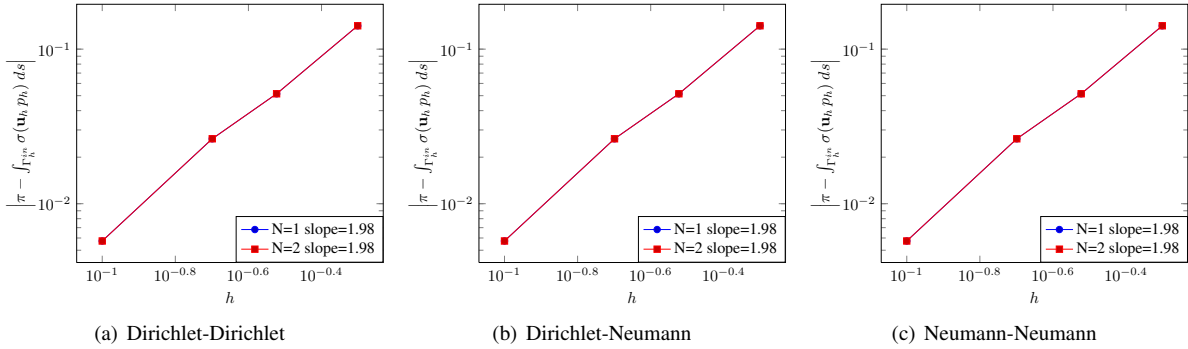 10^{-1}
10^{-2}
|π − ∫_{Γ_h^{in}} σ(u_h p_h) ds|
N=1 slope=1.98
N=2 slope=1.98
10^{-1} 10^{-0.8} 10^{-0.6} 10^{-0.4}
h
(a) Dirichlet-Dirichlet
10^{-1}
10^{-2}
|π − ∫_{Γ_h^{in}} σ(u_h p_h) ds|
N=1 slope=1.98
N=2 slope=1.98
10^{-1} 10^{-0.8} 10^{-0.6} 10^{-0.4}
h
(b) Dirichlet-Neumann
10^{-1}
10^{-2}
|π − ∫_{Γ_h^{in}} σ(u_h p_h) ds|
N=1 slope=1.98
N=2 slope=1.98
10^{-1} 10^{-0.8} 10^{-0.6} 10^{-0.4}
h
(c) Neumann-Neumann